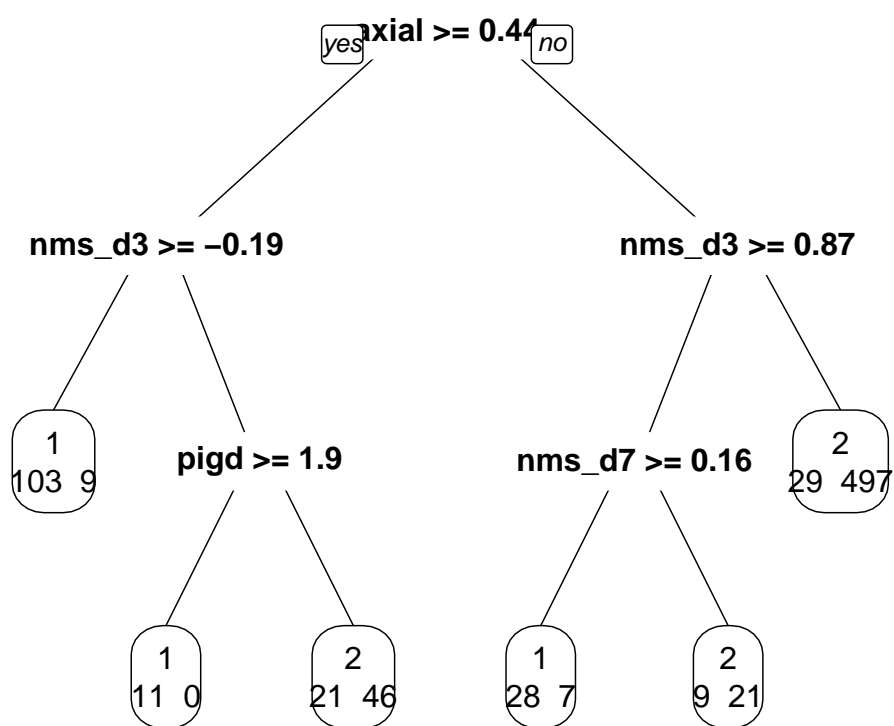 axial >= 0.44
yes no
nms_d3 >= −0.19 nms_d3 >= 0.87
1
103 9
pigd >= 1.9 nms_d7 >= 0.16
2
29 497
1 2 1 2
11 0 21 46 28 7 9 21